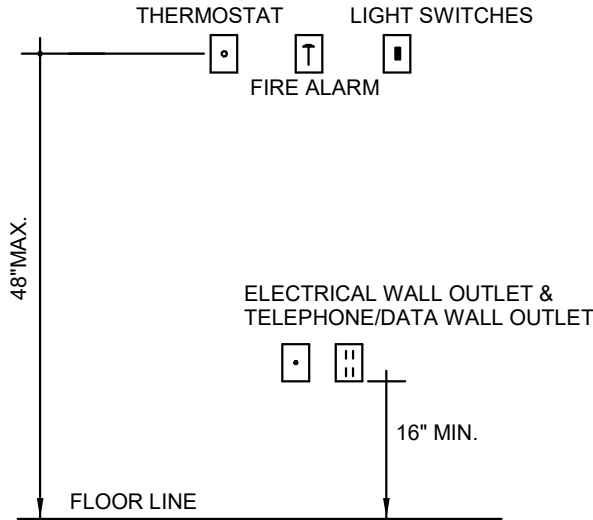 THERMOSTAT
LIGHT SWITCHES
FIRE ALARM
48"MAX.
ELECTRICAL WALL OUTLET &
TELEPHONE/DATA WALL OUTLET
16" MIN.
FLOOR LINE